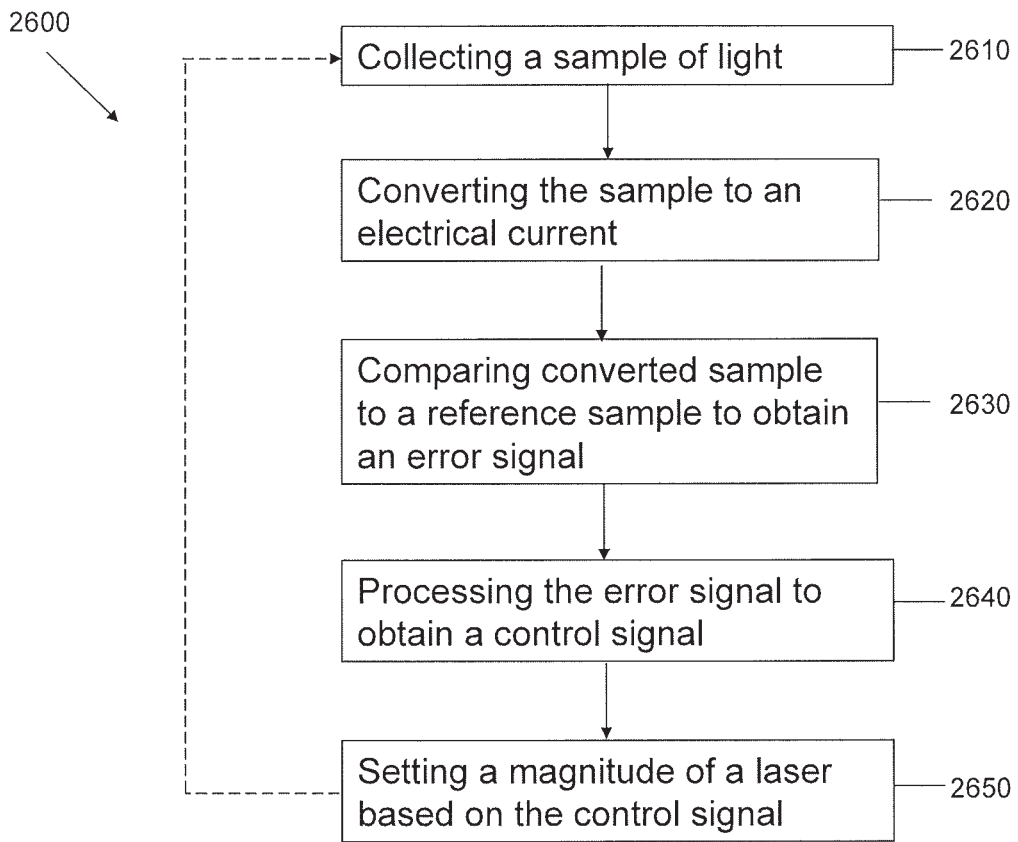 2600
Collecting a sample of light
2610
Converting the sample to an
electrical current
2620
Comparing converted sample
to a reference sample to obtain
an error signal
2630
Processing the error signal to
obtain a control signal
2640
Setting a magnitude of a laser
based on the control signal
2650